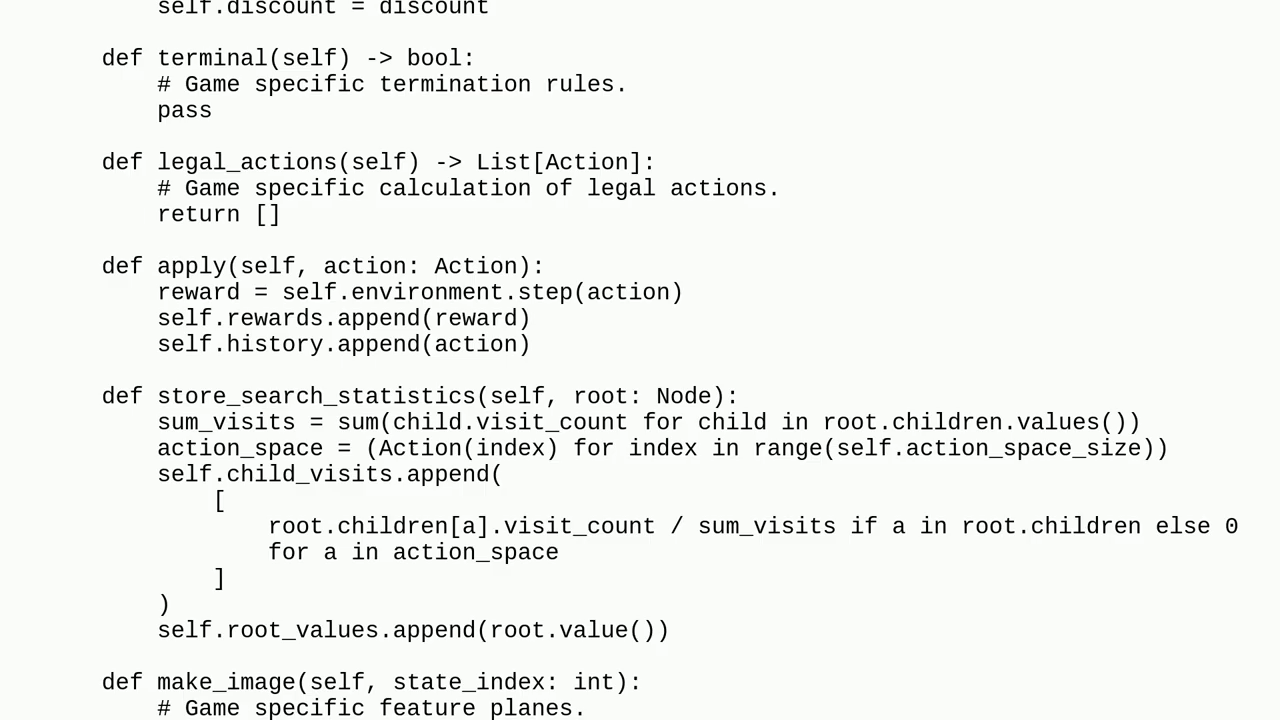 self.discount = discount

    def terminal(self) -> bool:
        # Game specific termination rules.
        pass

    def legal_actions(self) -> List[Action]:
        # Game specific calculation of legal actions.
        return []

    def apply(self, action: Action):
        reward = self.environment.step(action)
        self.rewards.append(reward)
        self.history.append(action)

    def store_search_statistics(self, root: Node):
        sum_visits = sum(child.visit_count for child in root.children.values())
        action_space = (Action(index) for index in range(self.action_space_size))
        self.child_visits.append(
            [
                root.children[a].visit_count / sum_visits if a in root.children else 0
                for a in action_space
            ]
        )
        self.root_values.append(root.value())

    def make_image(self, state_index: int):
        # Game specific feature planes.